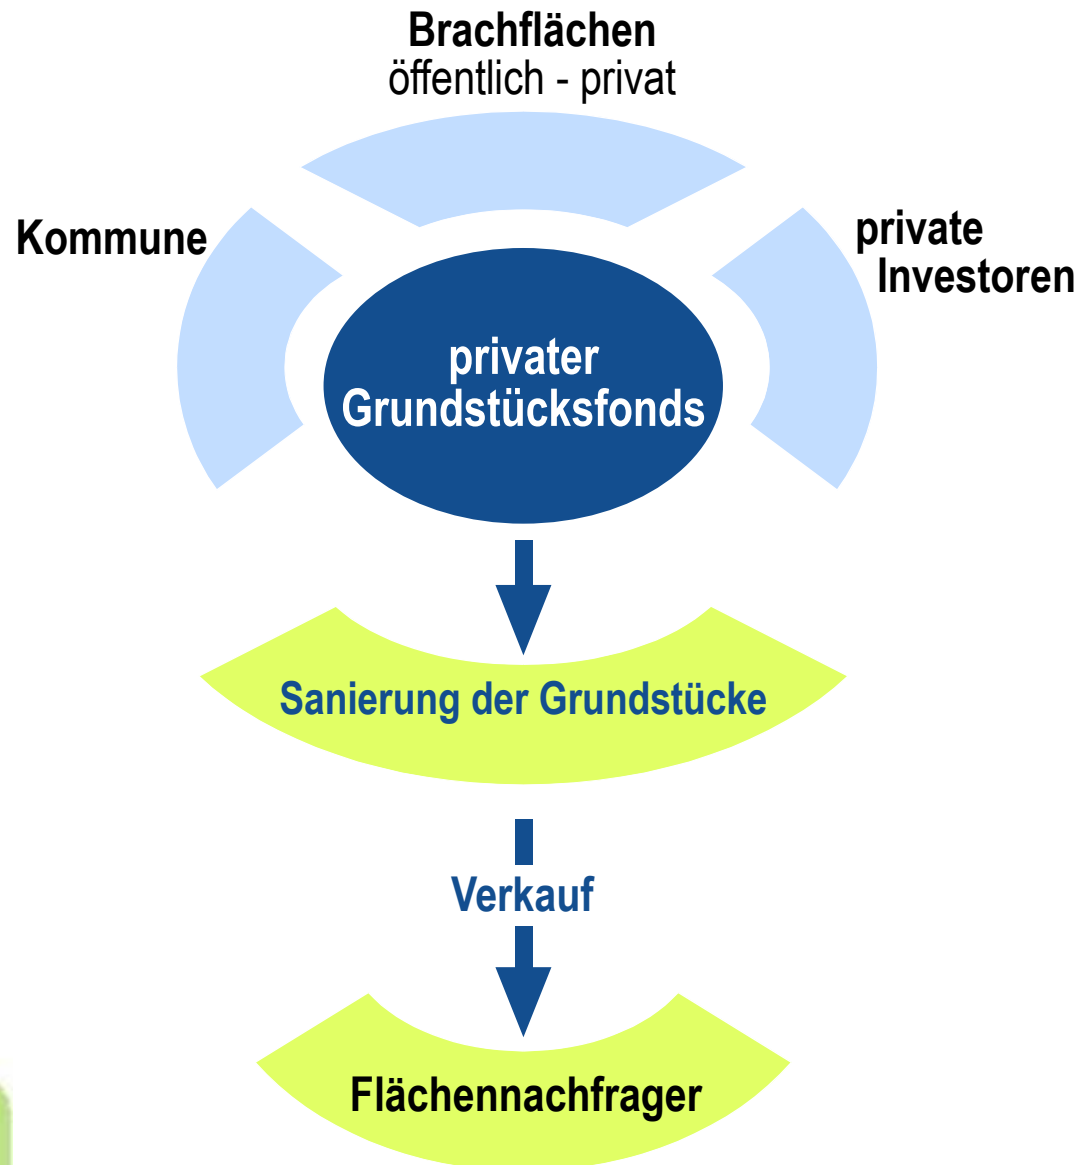 Brachflächen
öffentlich - privat
Kommune
private
Investoren
privater
Grundstücksfonds
Sanierung der Grundstücke
Verkauf
Flächennachfrager